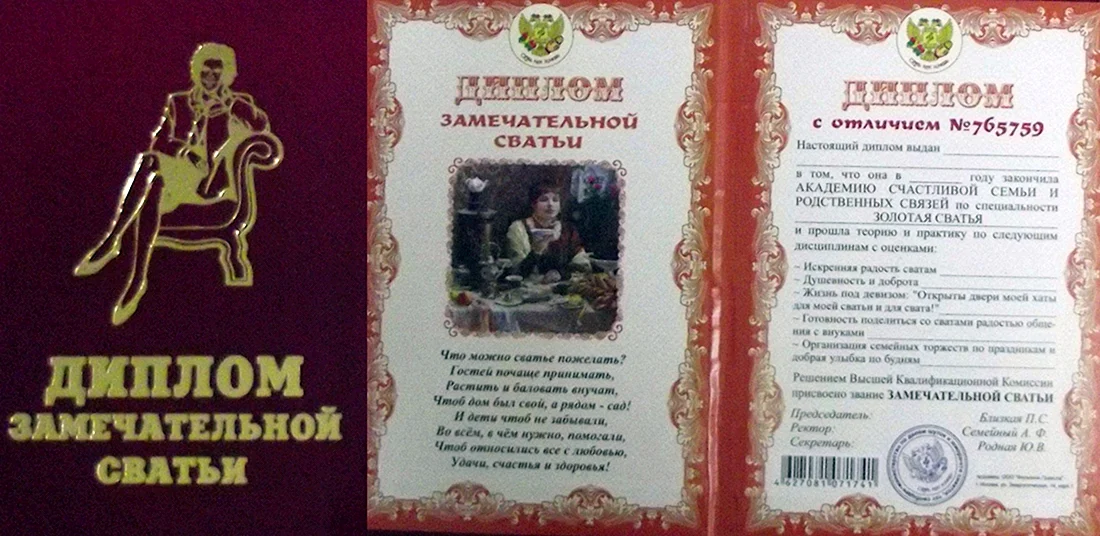 ДИПЛОМ
ЗАМЕЧАТЕЛЬНОЙ
СВАТЬИ
ДИПЛОМ
ЗАМЕЧАТЕЛЬНОЙ
СВАТЬИ
Что можно сватье пожелать?
Гостей почаще принимать,
Растить и баловать внучат,
Чтоб дом был свой, а рядом - сад!
И дети чтоб не забывали,
Во всём, в чём нужно, помогали,
Чтоб относились все с любовью,
Удачи, счастья и здоровья!
ДИПЛОМ
с отличием №765759
Настоящий диплом выдан
в том, что она в ______ году закончила
АКАДЕМИЮ СЧАСТЛИВОЙ СЕМЬИ И
РОДСТВЕННЫХ СВЯЗЕЙ по специальности
ЗОЛОТАЯ СВАТЬЯ
и прошла теорию и практику по следующим
дисциплинам с оценками:
~ Искренняя радость сватам
~ Душевность и доброта
~ Жизнь под девизом: "Открыты двери моей хаты
для моей сватьи и для свата!"
~ Готовность поделиться со сватами радостью обще-
ния с внуками
~ Организация семейных торжеств по праздникам и
добрая улыбка по будням
Решением Высшей Квалификационной Комиссии
присвоено звание ЗАМЕЧАТЕЛЬНОЙ СВАТЬИ
Председатель: Близкая П.С.
Ректор: Семейный А. Ф.
Секретарь: Родная Ю.В.
4 627081 071741